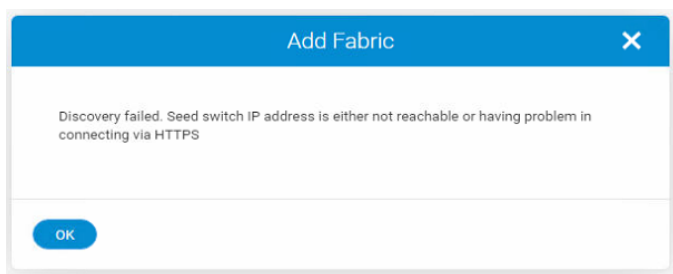 Add Fabric
Discovery failed. Seed switch IP address is either not reachable or having problem in
connecting via HTTPS
OK